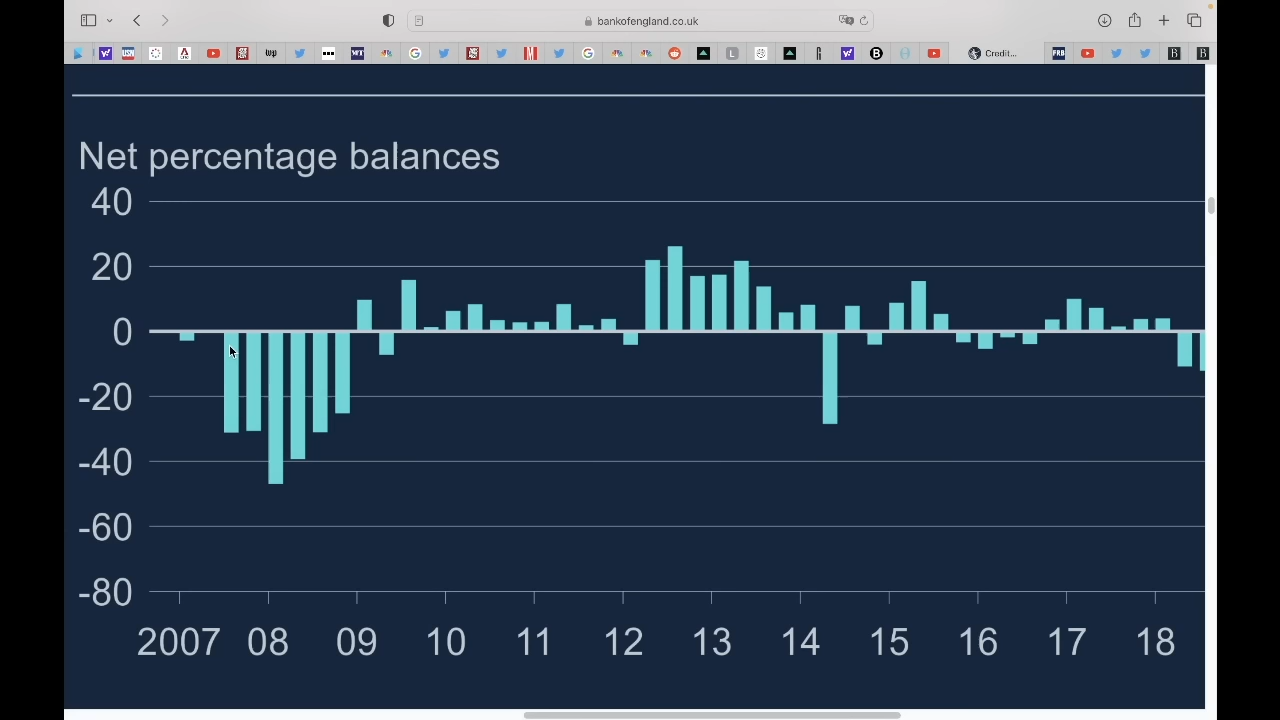 bankofengland.co.uk
Credit...
Net percentage balances
40
20
0
-20
-40
-60
-80
2007 08 09 10 11 12 13 14 15 16 17 18